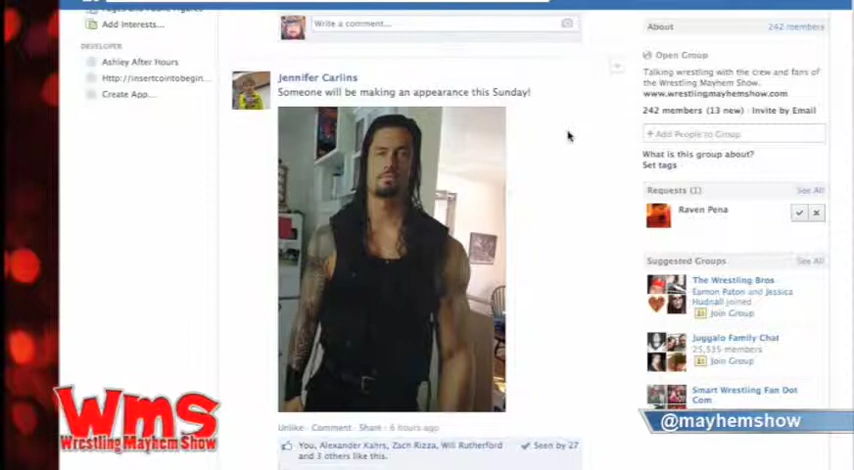 Add Interests...
DEVELOPER
Ashley After Hours
Http://insertcointobegin...
Create App...
Write a comment...
Jennifer Carlins
Someone will be making an appearance this Sunday!
Unlike · Comment · Share · 6 hours ago
You, Alexander Kahrs, Zach Rizza, Will Rutherford
and 3 others like this.
Seen by 27
About
242 members
Open Group
Talking wrestling with the crew and fans of
the Wrestling Mayhem Show.
www.wrestlingmayhemshow.com
242 members (13 new) · Invite by Email
+ Add People to Group
What is this group about?
Set tags
Requests (1)
See All
Raven Pena
Suggested Groups
See All
The Wrestling Bros
Eamon Paton and Jessica
Hudnall joined
Join Group
Juggalo Family Chat
25,535 members
Join Group
Smart Wrestling Fan Dot
Com
wms
Wrestling Mayhem Show
@mayhemshow